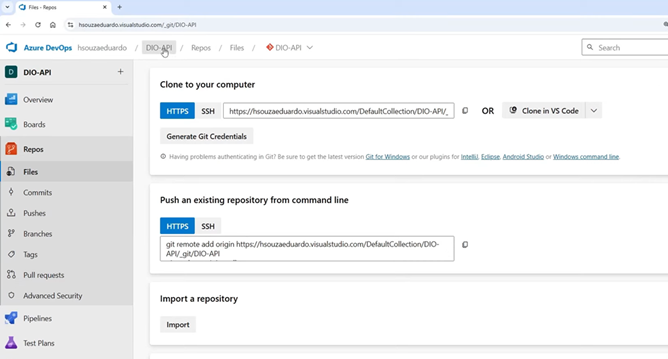 Files - Repos
hsouzaeduardo.visualstudio.com/_git/DIO-API
Azure DevOps hsouzaeduardo / DIO-API / Repos / Files / DIO-API
Search
D DIO-API
Overview
Boards
Repos
Files
Commits
Pushes
Branches
Tags
Pull requests
Advanced Security
Pipelines
Test Plans
Clone to your computer
HTTPS SSH https://hsouzaeduardo.visualstudio.com/DefaultCollection/DIO-API/_ OR Clone in VS Code
Generate Git Credentials
Having problems authenticating in Git? Be sure to get the latest version Git for Windows or our plugins for IntelliJ, Eclipse, Android Studio or Windows command line.
Push an existing repository from command line
HTTPS SSH
git remote add origin https://hsouzaeduardo.visualstudio.com/DefaultCollection/DIO-
API/_git/DIO-API
Import a repository
Import